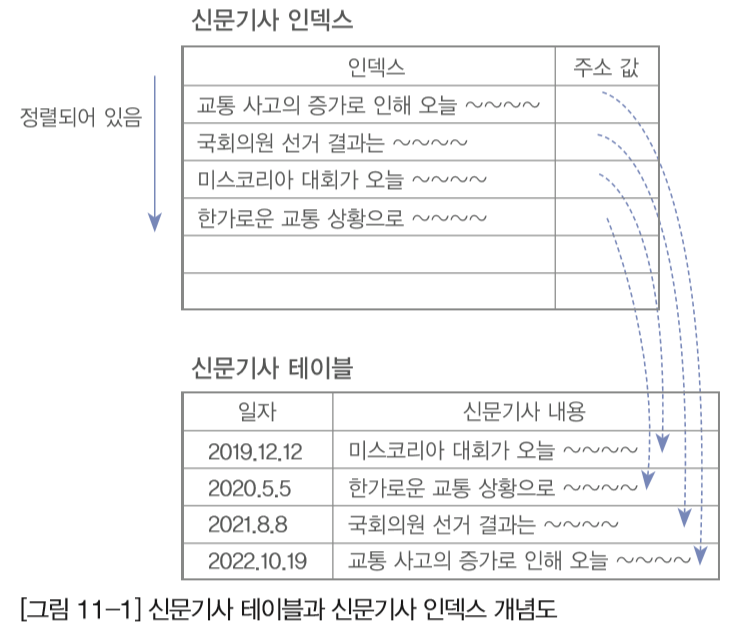 신문기사 인덱스
인덱스 주소 값
정렬되어 있음
교통 사고의 증가로 인해 오늘 ~~~~
국회의원 선거 결과는 ~~~~
미스코리아 대회가 오늘 ~~~~
한가로운 교통 상황으로 ~~~~
신문기사 테이블
일자 신문기사 내용
2019.12.12 미스코리아 대회가 오늘 ~~~~
2020.5.5 한가로운 교통 상황으로 ~~~~
2021.8.8 국회의원 선거 결과는 ~~~~
2022.10.19 교통 사고의 증가로 인해 오늘 ~~~~
[그림 11-1] 신문기사 테이블과 신문기사 인덱스 개념도